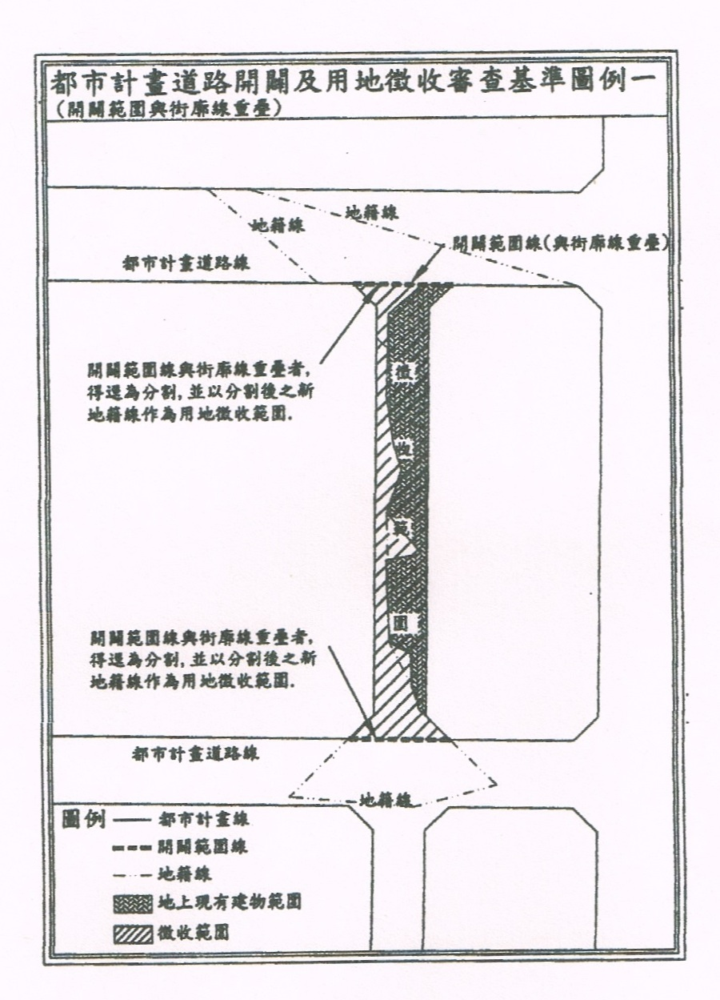 都市計畫道路開闢及用地徵收審查基準圖例一
(開闢範圍與街廓線重疊)
地籍線
地籍線
開闢範圍線(與街廓線重疊)
都市計畫道路線
開闢範圍線與街廓線重疊者,
得逕為分割,並以分割後之新
地籍線作為用地徵收範圍.
徵
收
範
圍
開闢範圍線與街廓線重疊者,
得逕為分割,並以分割後之新
地籍線作為用地徵收範圍.
都市計畫道路線
地籍線
圖例
都市計畫線
開闢範圍線
地籍線
地上現有建物範圍
徵收範圍